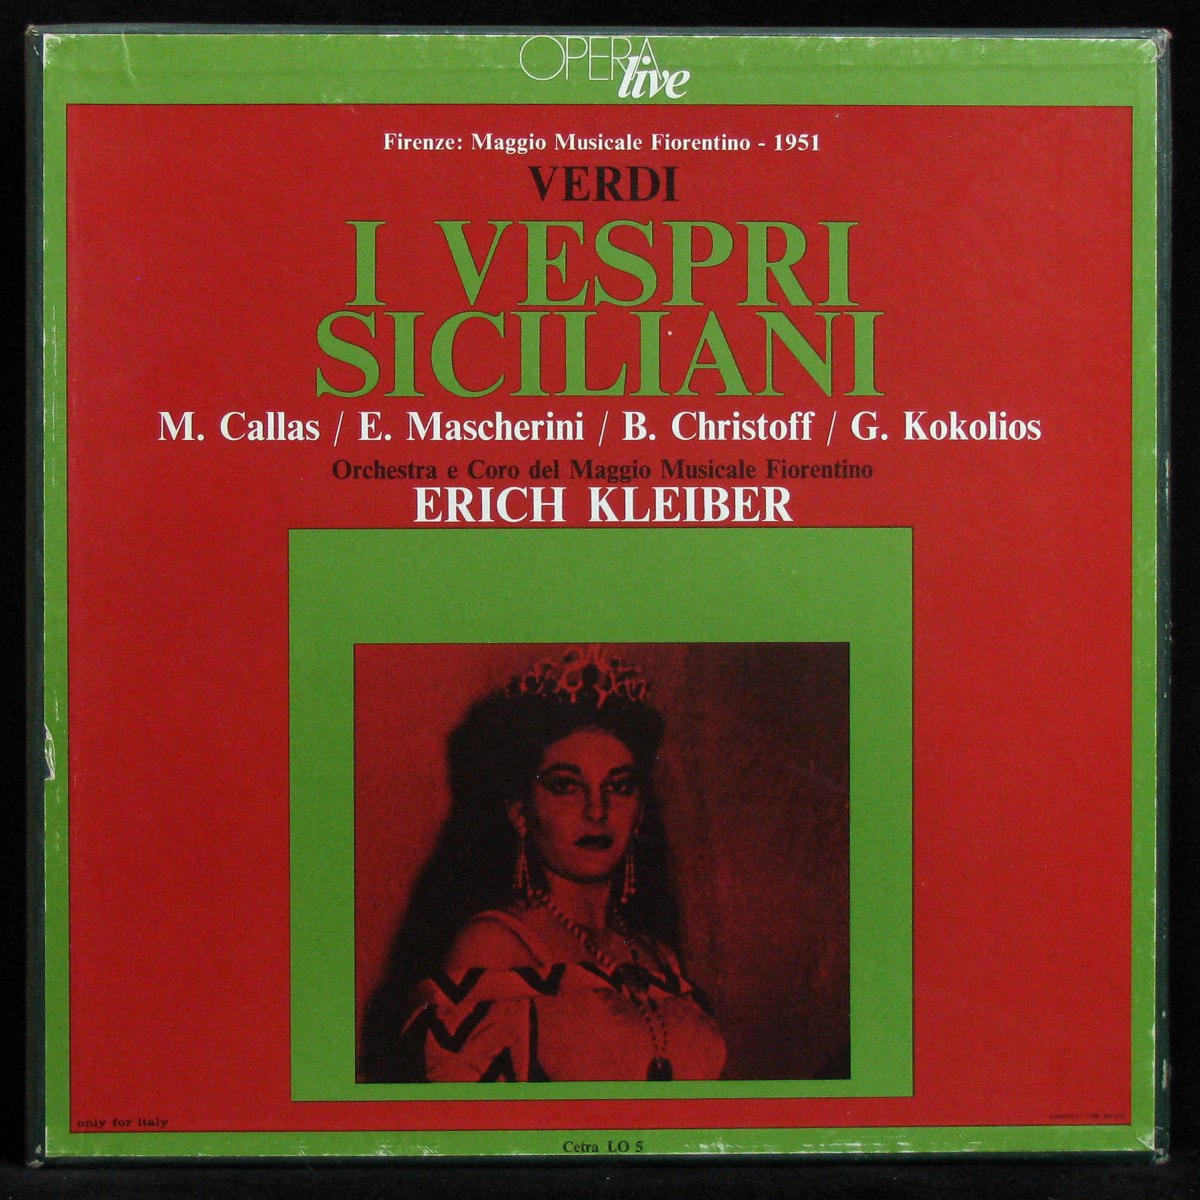 OPERA live
Firenze: Maggio Musicale Fiorentino - 1951
VERDI
I VESPRI
SICILIANI
M. Callas / E. Mascherini / B. Christoff / G. Kokolios
Orchestra e Coro del Maggio Musicale Fiorentino
ERICH KLEIBER
only for italy
Cetra LO 5